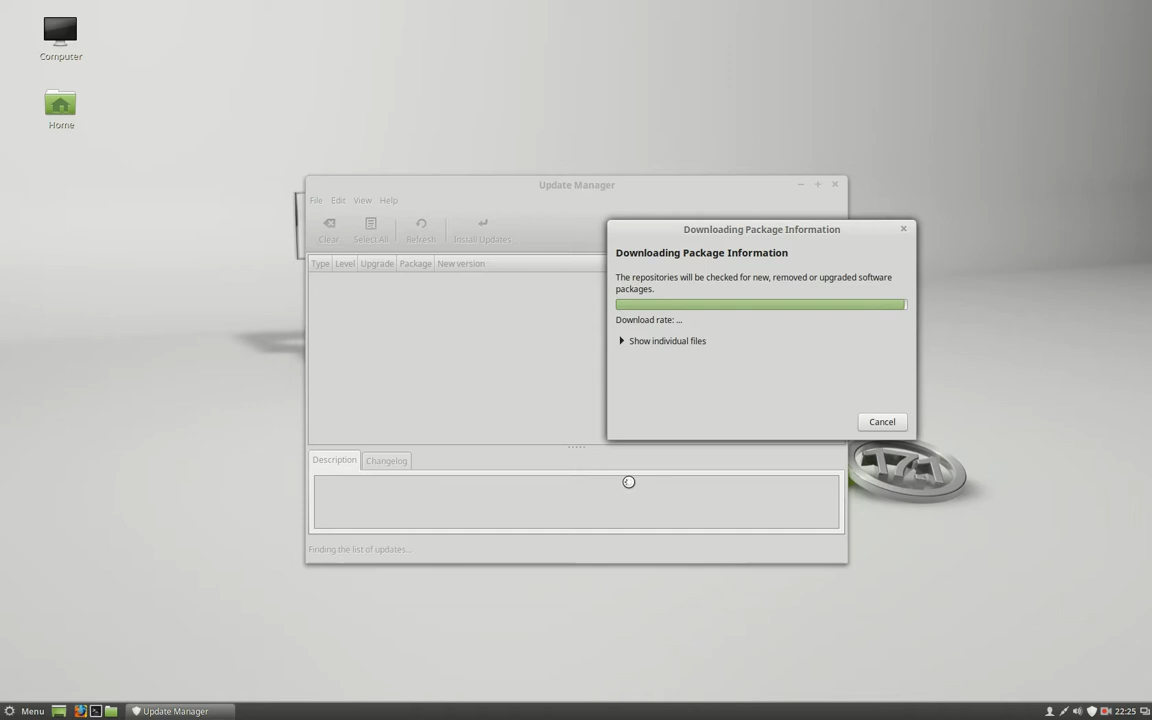 Computer
Home
Update Manager
File Edit View Help
Clear Select All Refresh Install Updates
Type Level Upgrade Package New version
Downloading Package Information
Downloading Package Information
The repositories will be checked for new, removed or upgraded software
packages.
Download rate: ...
Show individual files
Cancel
17.1
Description Changelog
Finding the list of updates...
Menu Update Manager 22:25